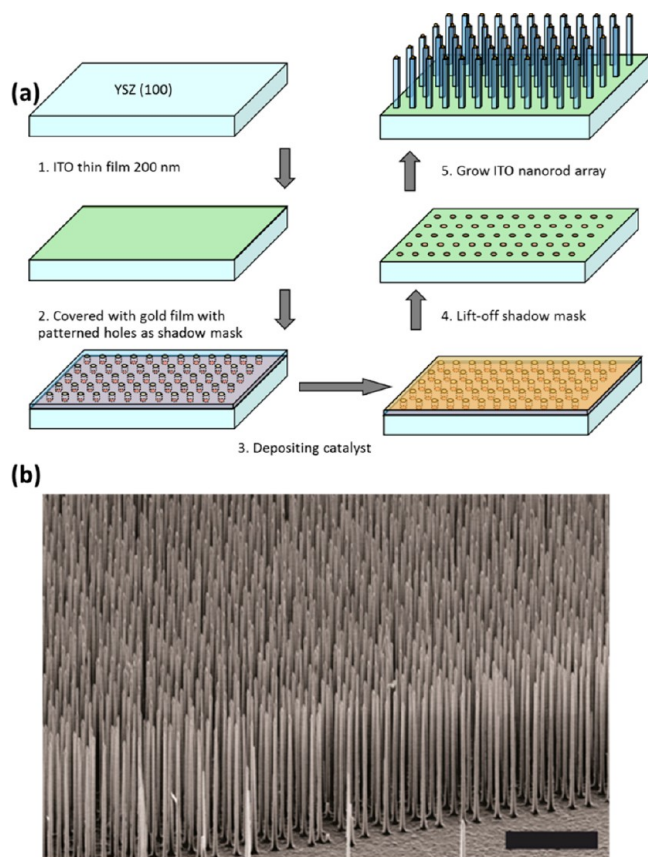 (a)
YSZ (100)
1. ITO thin film 200 nm
5. Grow ITO nanorod array
2. Covered with gold film with
patterned holes as shadow mask
4. Lift-off shadow mask
3. Depositing catalyst
(b)